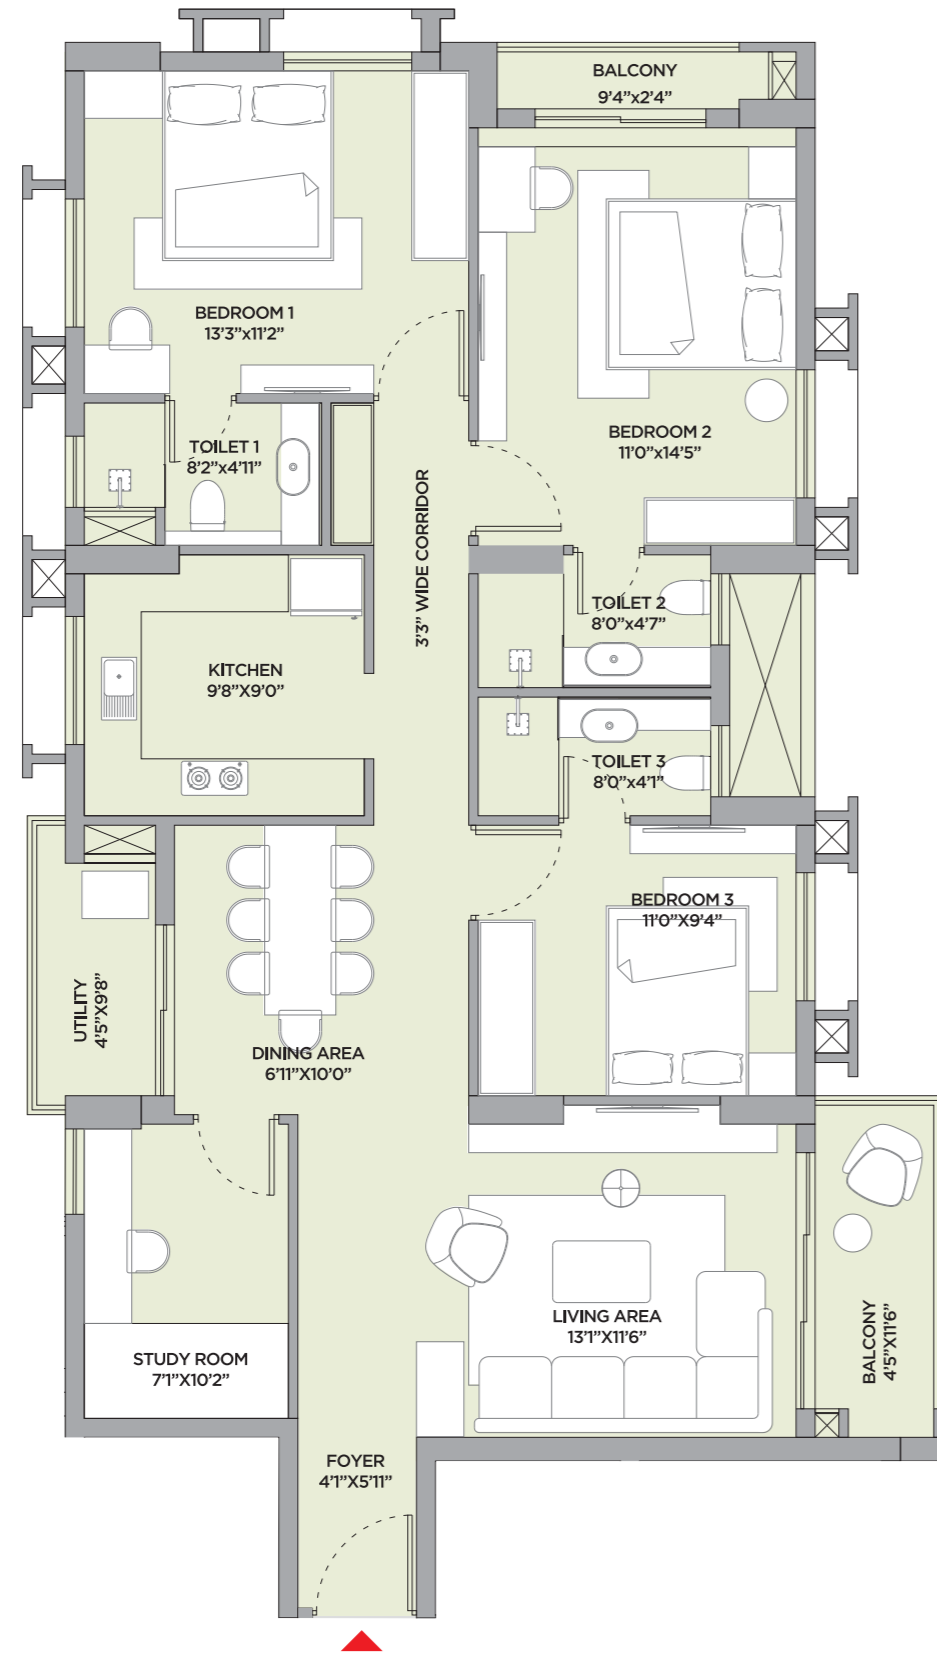 BALCONY
9'4”x2'4”
BEDROOM 1
13'3”x11'2”
BEDROOM 2
11'0”x14'5”
TOILET 1
8'2”x4'11”
3'3” WIDE CORRIDOR
TOILET 2
8'0”x4'7”
KITCHEN
9'8”X9'0”
TOILET 3
8'0”x4'1”
BEDROOM 3
11'0”X9'4”
UTILITY
4'5”X9'8”
DINING AREA
6'11”X10'0”
LIVING AREA
13'1”X11'6”
BALCONY
4'5”X11'6”
STUDY ROOM
7'1”X10'2”
FOYER
4'1”X5'11”